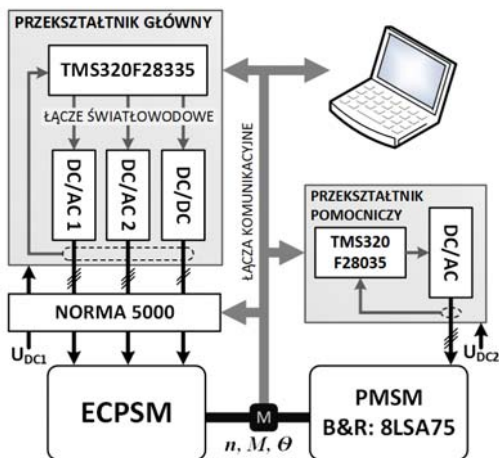 PRZEKSZTAŁTNIK GŁÓWNY
TMS320F28335
ŁĄCZE ŚWIATŁOWODOWE
DC/AC 1
DC/AC 2
DC/DC
ŁĄCZA KOMUNIKACYJNE
PRZEKSZTAŁTNIK
POMOCNICZY
TMS320
F28035
DC/AC
NORMA 5000
UDC1
UDC2
ECPSM
M
n, M, Θ
PMSM
B&R: 8LSA75